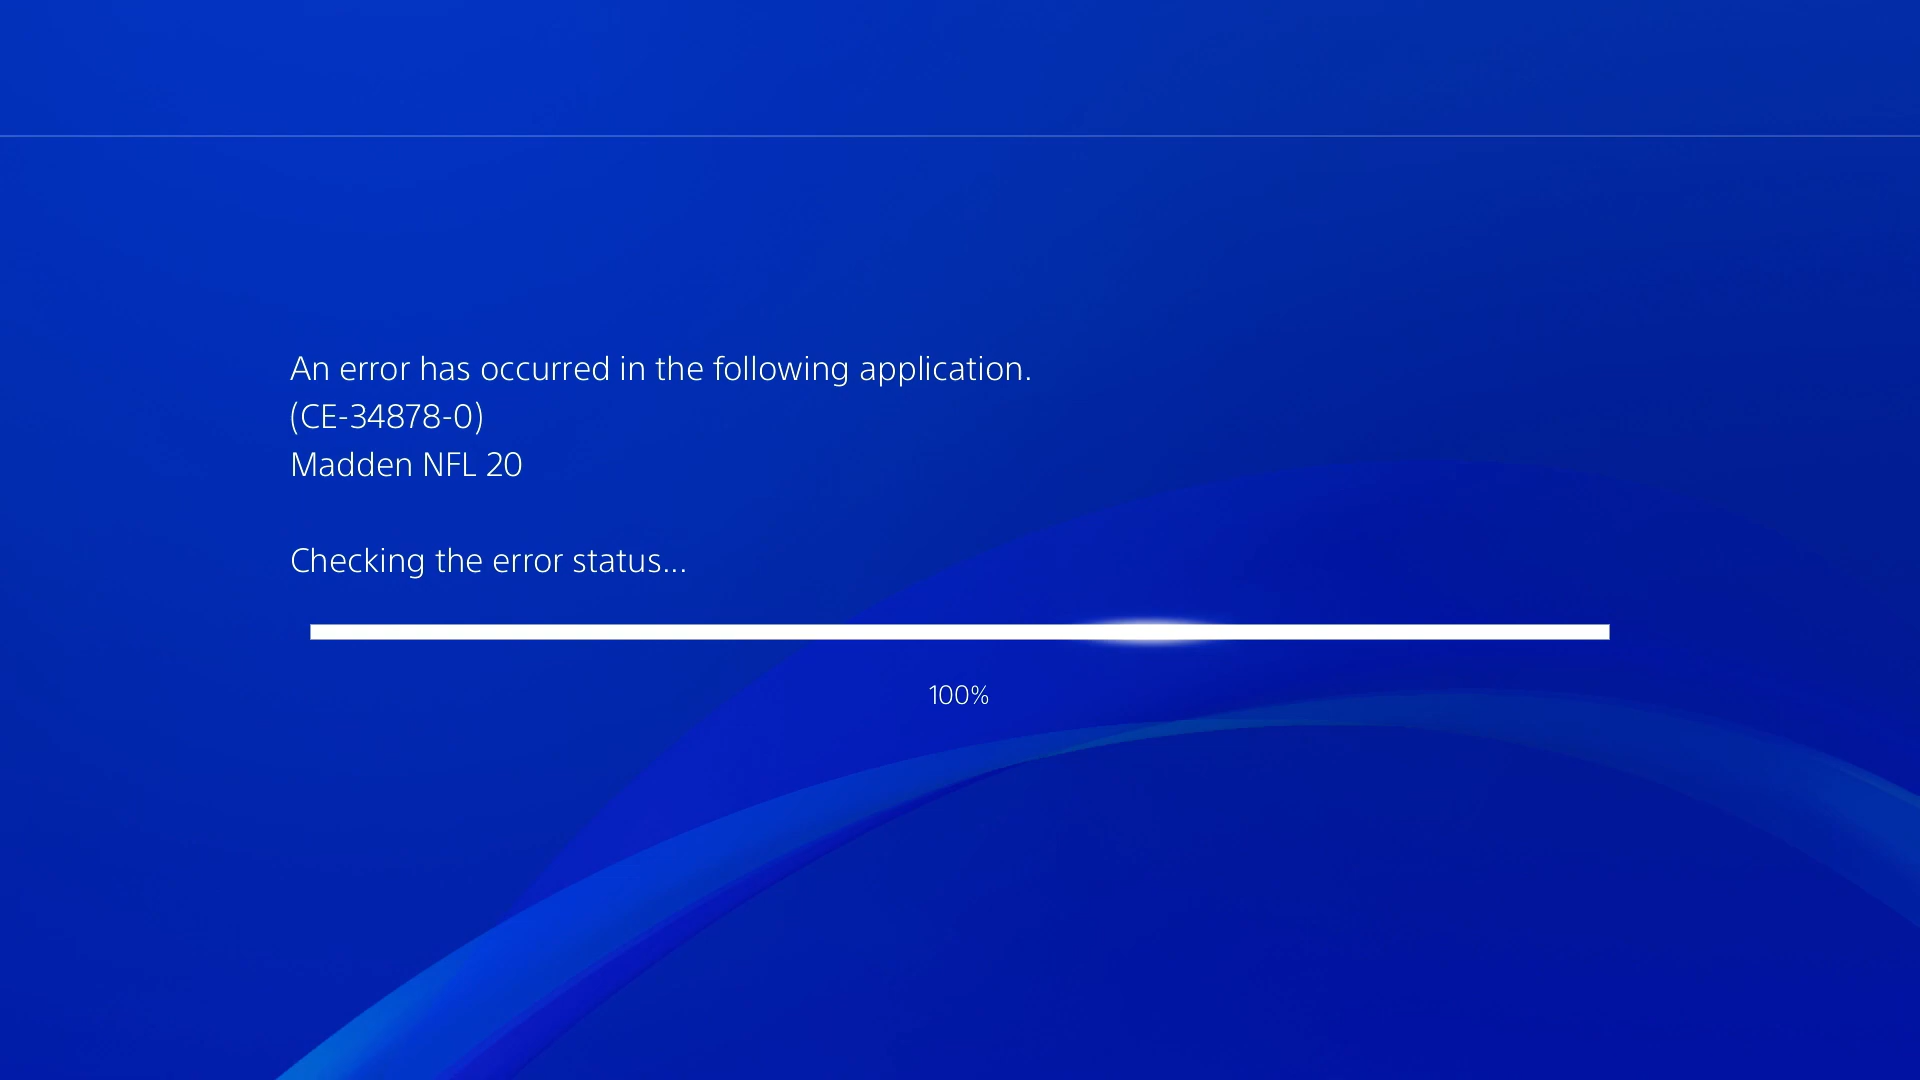 An error has occurred in the following application.
(CE-34878-0)
Madden NFL 20
Checking the error status...
100%